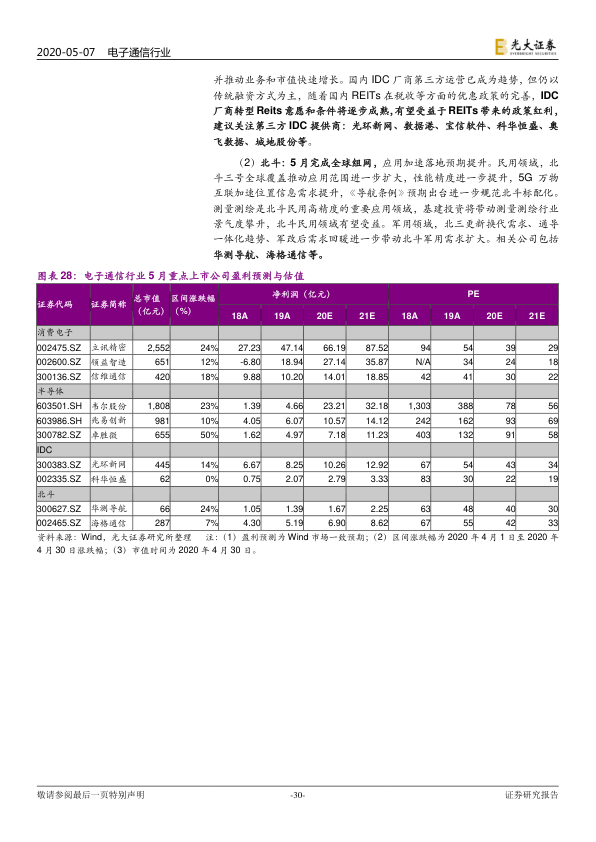 2020-05-07 电子通信行业
光大证券
EVERBRIGHT SECURITIES
并推动业务和市值快速增长。国内 IDC 厂商第三方运营已成为趋势，但仍以
传统融资方式为主，随着国内 REITs 在税收等方面的优惠政策的完善，IDC
厂商转型 Reits 意愿和条件将逐步成熟,有望受益于 REITs 带来的政策红利，
建议关注第三方 IDC 提供商：光环新网、数据港、宝信软件、科华恒盛、奥
飞数据、城地股份等。
（2）北斗：5 月完成全球组网，应用加速落地预期提升。民用领域，北
斗三号全球覆盖推动应用范围进一步扩大，性能精度进一步提升，5G 万物
互联加速位置信息需求提升，《导航条例》预期出台进一步规范北斗标配化。
测量测绘是北斗民用高精度的重要应用领域，基建投资将带动测量测绘行业
景气度攀升，北斗民用领域有望受益。军用领域，北三更新换代需求、通导
一体化趋势、军改后需求回暖进一步带动北斗军用需求扩大。相关公司包括
华测导航、海格通信等。
图表 28：电子通信行业 5 月重点上市公司盈利预测与估值
证券代码 证券简称 总市值（亿元） 区间涨跌幅（%） 净利润（亿元） PE
18A 19A 20E 21E 18A 19A 20E 21E
消费电子
002475.SZ 立讯精密 2,552 24% 27.23 47.14 66.19 87.52 94 54 39 29
002600.SZ 领益智造 651 12% -6.80 18.94 27.14 35.87 N/A 34 24 18
300136.SZ 信维通信 420 18% 9.88 10.20 14.01 18.85 42 41 30 22
半导体
603501.SH 韦尔股份 1,808 23% 1.39 4.66 23.21 32.18 1,303 388 78 56
603986.SH 兆易创新 981 10% 4.05 6.07 10.57 14.12 242 162 93 69
300782.SZ 卓胜微 655 50% 1.62 4.97 7.18 11.23 403 132 91 58
IDC
300383.SZ 光环新网 445 14% 6.67 8.25 10.26 12.92 67 54 43 34
002335.SZ 科华恒盛 62 0% 0.75 2.07 2.79 3.33 83 30 22 19
北斗
300627.SZ 华测导航 66 24% 1.05 1.39 1.67 2.25 63 48 40 30
002465.SZ 海格通信 287 7% 4.30 5.19 6.90 8.62 67 55 42 33
资料来源：Wind，光大证券研究所整理 注：（1）盈利预测为 Wind 市场一致预期；（2）区间涨跌幅为 2020 年 4 月 1 日至 2020 年
4 月 30 日涨跌幅；（3）市值时间为 2020 年 4 月 30 日。
敬请参阅最后一页特别声明 -30- 证券研究报告